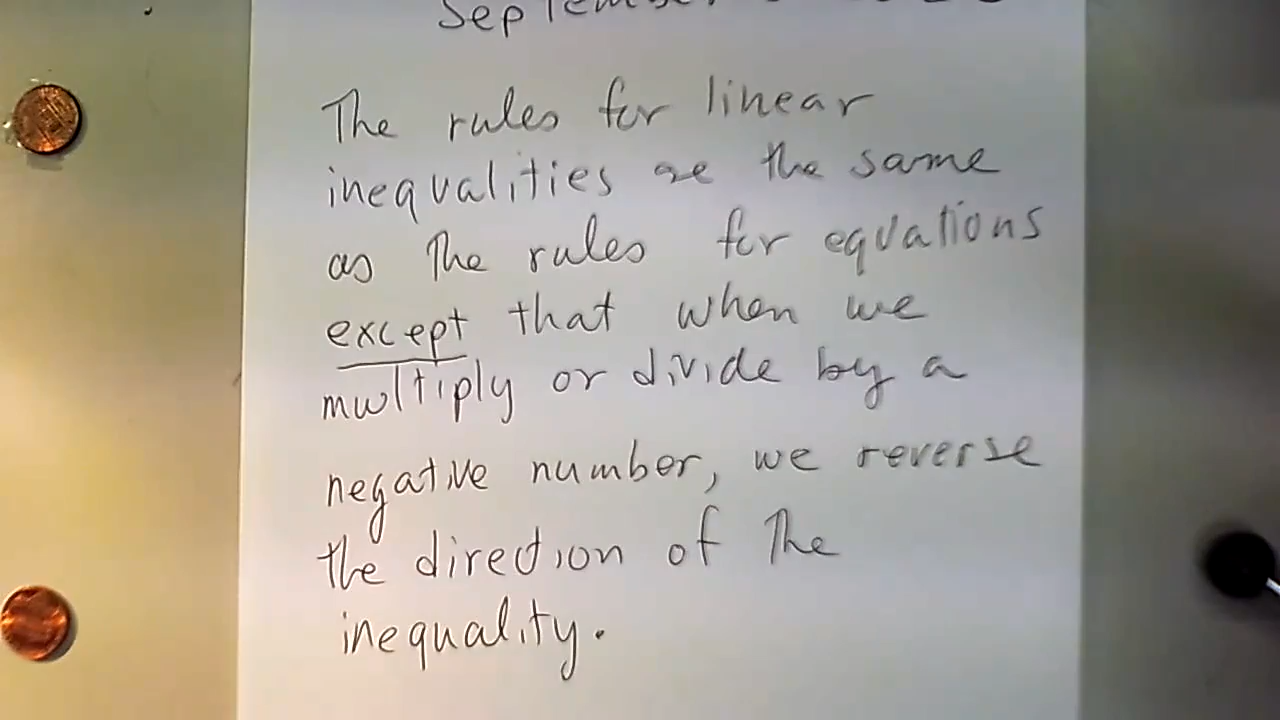 The rules for linear
inequalities are the same
as the rules for equations
except that when we
multiply or divide by a
negative number, we reverse
the direction of the
inequality.